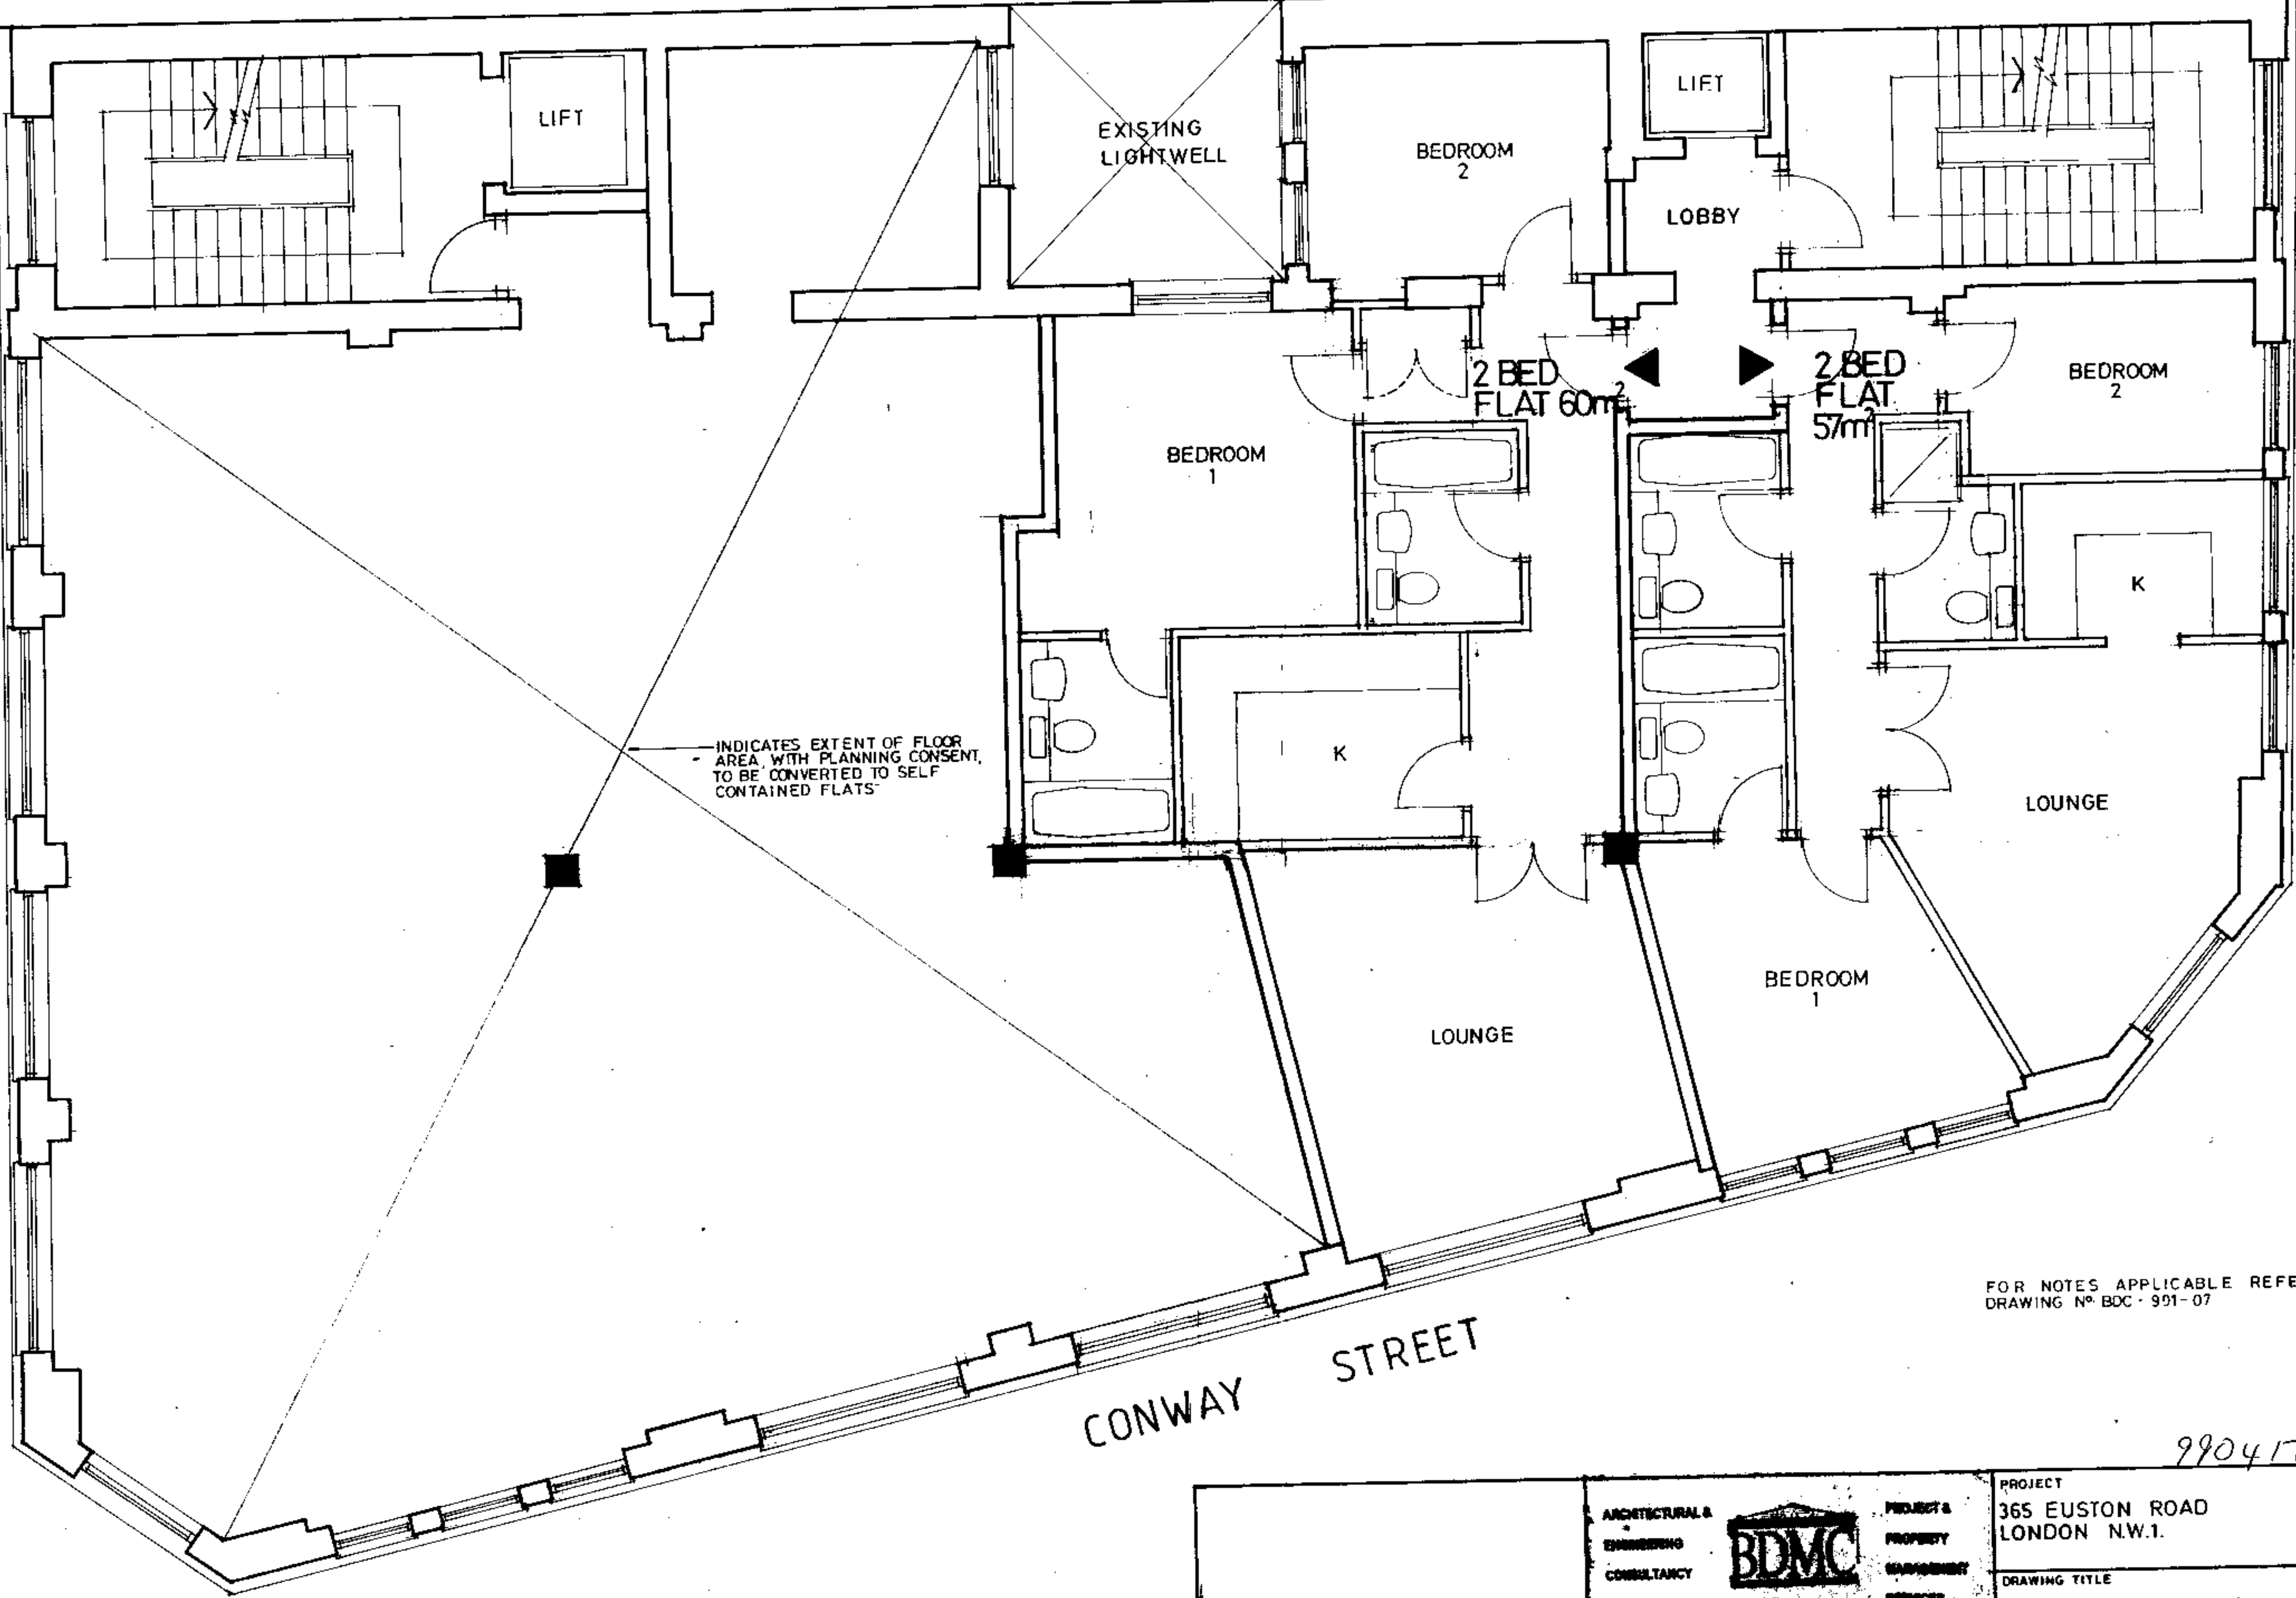 LIFT
EXISTING
LIGHTWELL
BEDROOM
2
LIFT
LOBBY
2 BED
FLAT 60m²
2 BED
FLAT
57m²
BEDROOM
2
BEDROOM
1
K
K
INDICATES EXTENT OF FLOOR
AREA, WITH PLANNING CONSENT,
TO BE CONVERTED TO SELF
CONTAINED FLATS
LOUNGE
BEDROOM
1
LOUNGE
CONWAY STREET
FOR NOTES APPLICABLE REFE
DRAWING Nº BDC - 991-07
990417
ARCHITECTURAL &
ENGINEERING
CONSULTANCY
BDMC
PROJECT &
PROPERTY
MANAGEMENT
SERVICES
PROJECT
365 EUSTON ROAD
LONDON N.W.1.
DRAWING TITLE